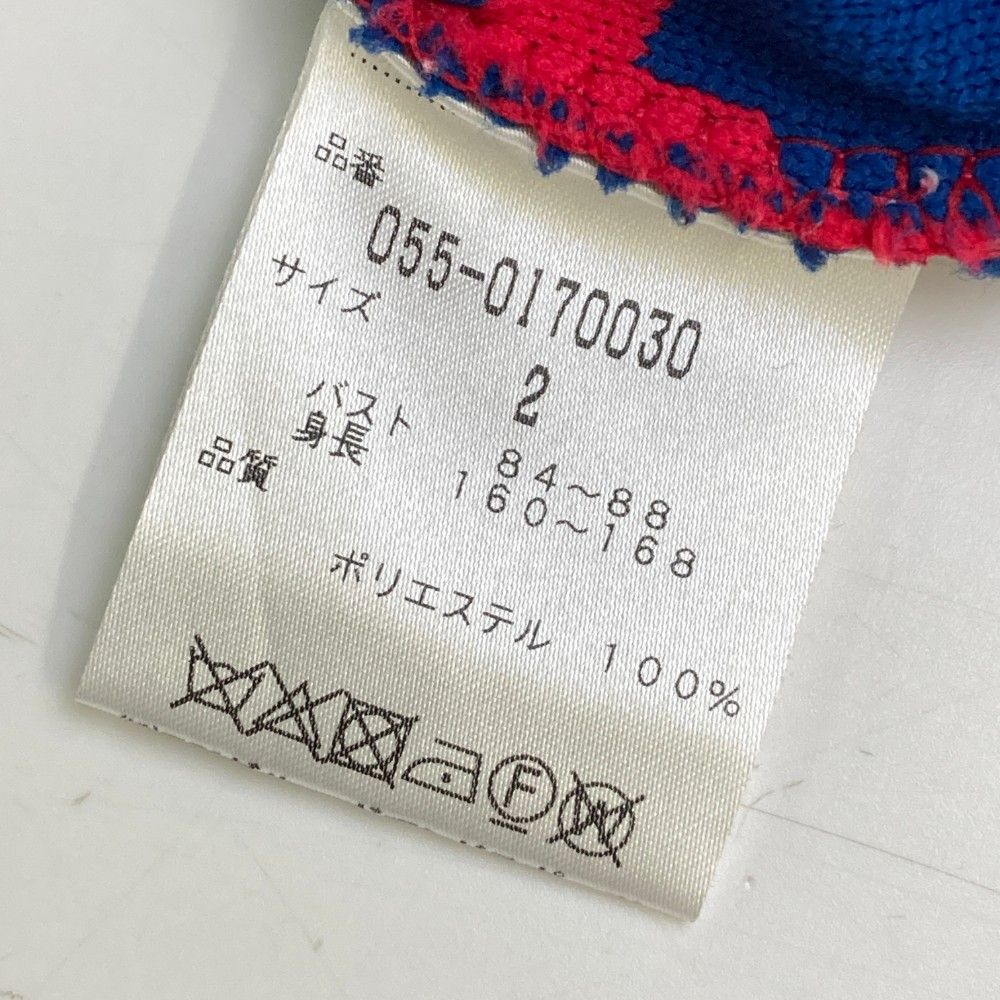 品番
055-0170030
サイズ 2
バスト 84～88
身長 160～168
品質
ポリエステル 100%
F
W